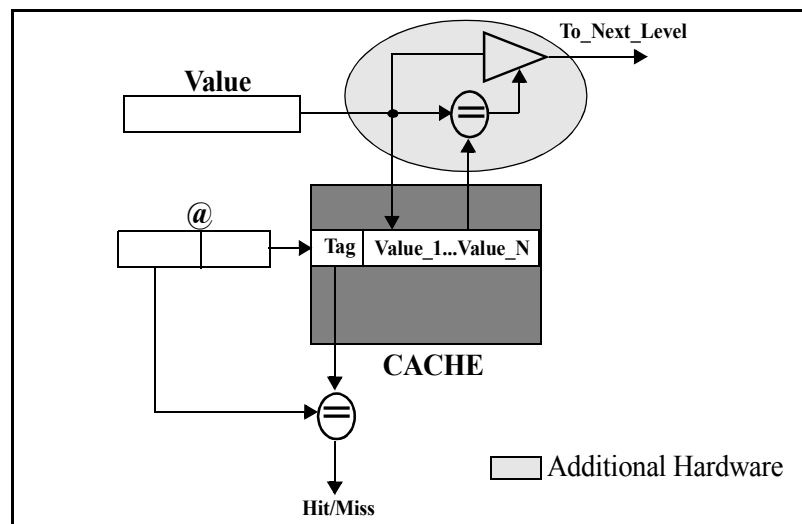 To_Next_Level
Value
=
@
Tag
Value_1...Value_N
CACHE
=
Additional Hardware
Hit/Miss